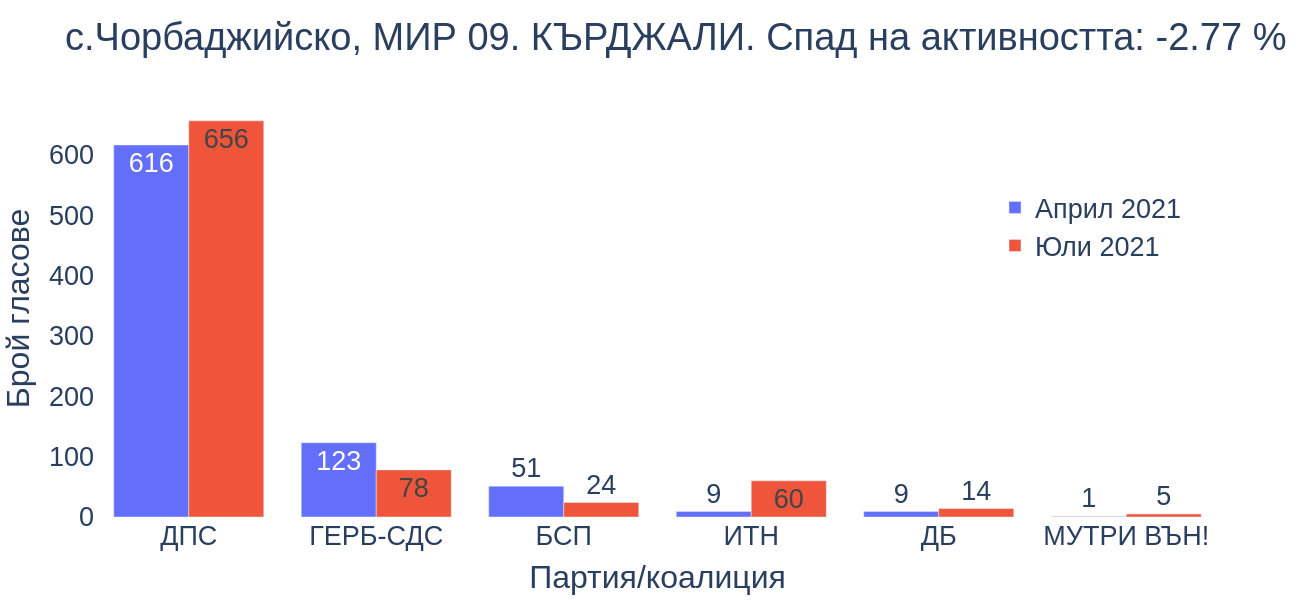 с.Чорбаджийско, МИР 09. КЪРДЖАЛИ. Спад на активността: -2.77 %
Брой гласове
600
500
400
300
200
100
0
616
656
123
78
51
24
9
60
9
14
1
5
Април 2021
Юли 2021
ДПС
ГЕРБ-СДС
БСП
ИТН
ДБ
МУТРИ ВЪН!
Партия/коалиция